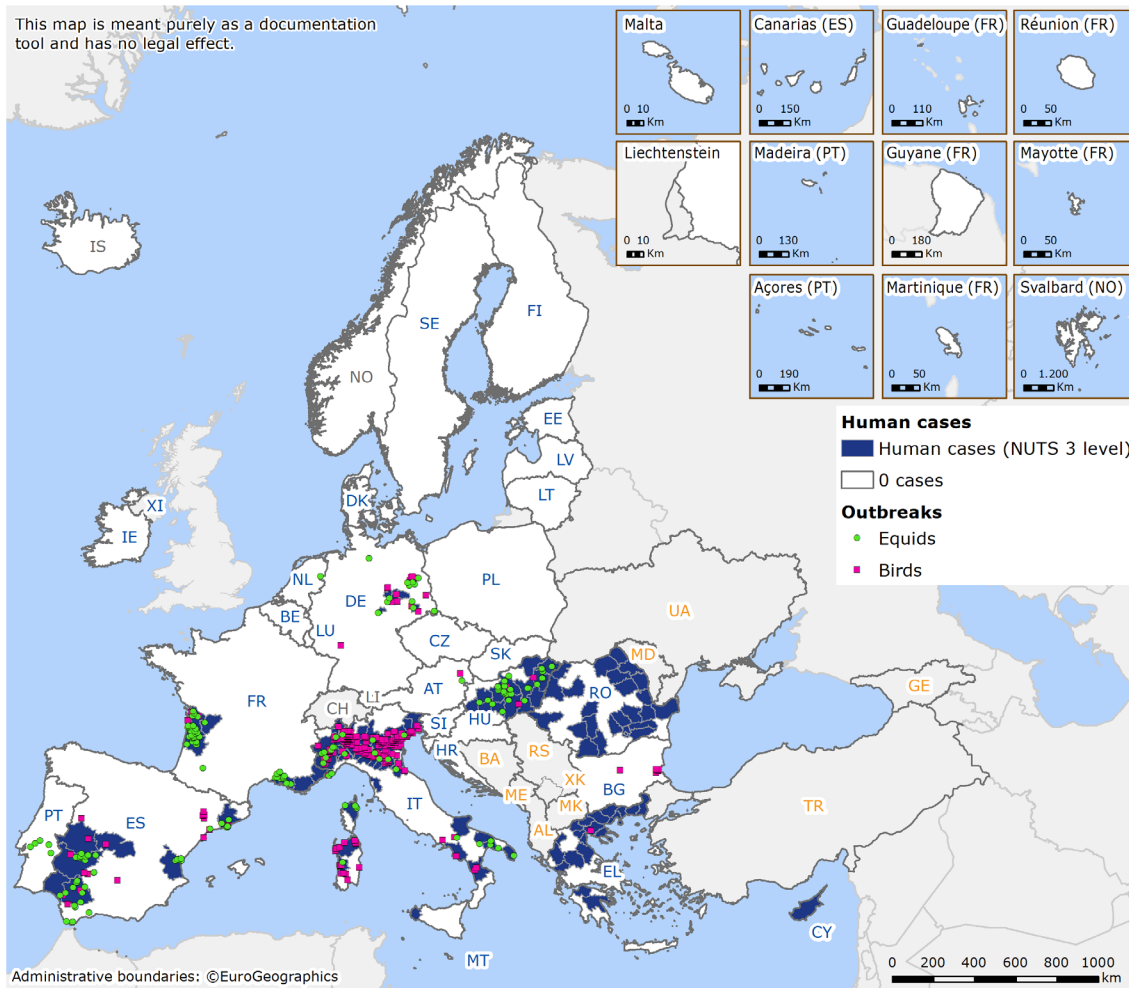 This map is meant purely as a documentation
tool and has no legal effect.
Malta
0 10
Km
Canarias (ES)
0 150
Km
Guadeloupe (FR)
0 110
Km
Réunion (FR)
0 50
Km
Liechtenstein
0 10
Km
Madeira (PT)
0 130
Km
Guyane (FR)
0 180
Km
Mayotte (FR)
0 50
Km
Açores (PT)
0 190
Km
Martinique (FR)
0 50
Km
Svalbard (NO)
0 1.200
Km
Human cases
Human cases (NUTS 3 level)
0 cases
Outbreaks
Equids
Birds
IS
SE
FI
NO
EE
LV
LT
DK
XI
IE
NL
DE
PL
BE
LU
CZ
UA
SK
MD
AT
LI
CH
FR
RO
HU
SI
HR
GE
BA
RS
IT
XK
BG
ME
MK
AL
TR
PT
ES
EL
CY
MT
Administrative boundaries: ©EuroGeographics
0 200 400 600 800 1000
Km